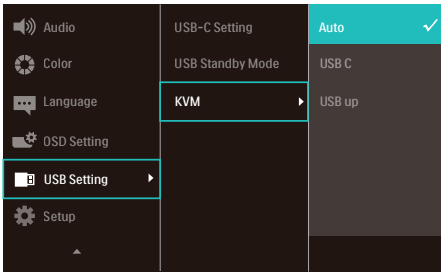 Audio
Color
Language
OSD Setting
USB Setting
Setup
USB-C Setting
USB Standby Mode
KVM
Auto
USB C
USB up